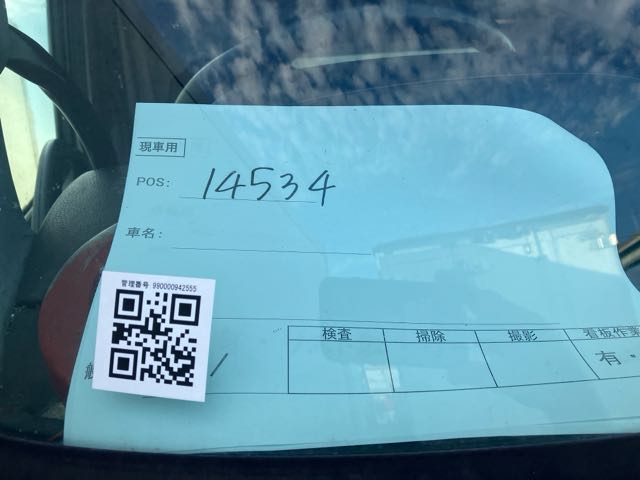 現車用
POS: 14534
車名:
管理番号 990000942555
検査 掃除 撮影 看板作業
有・